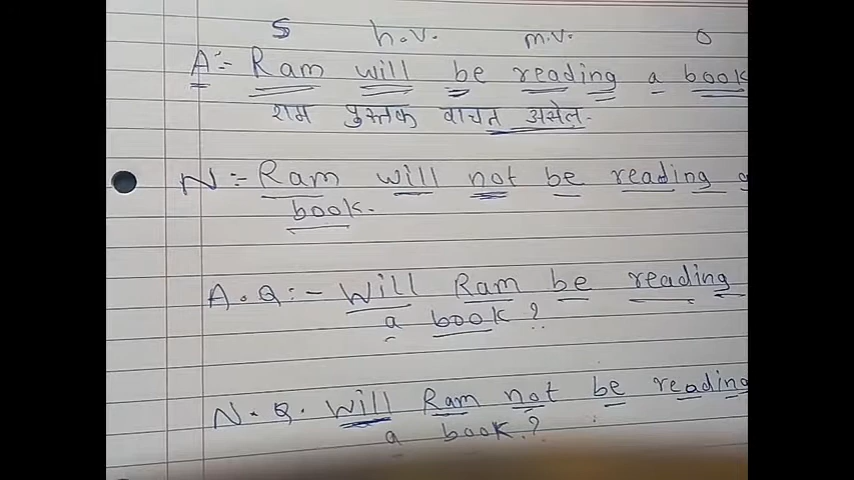 S h.v. m.v. O
A:- Ram will be reading a book
राम पुस्तक वाचत असेल.
N:- Ram will not be reading a
book.
A.Q:- Will Ram be reading
a book?
N.Q. Will Ram not be reading
a book.?